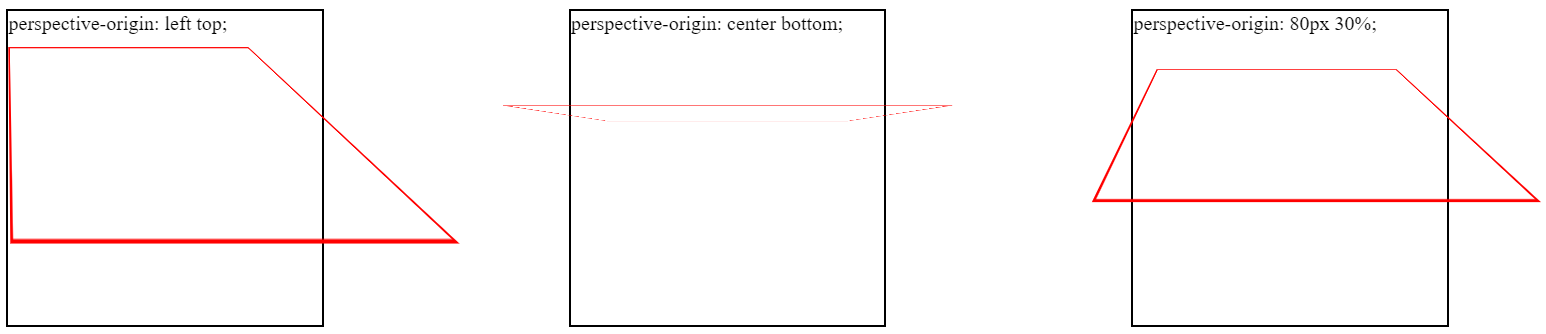 perspective-origin: left top;
perspective-origin: center bottom;
perspective-origin: 80px 30%;